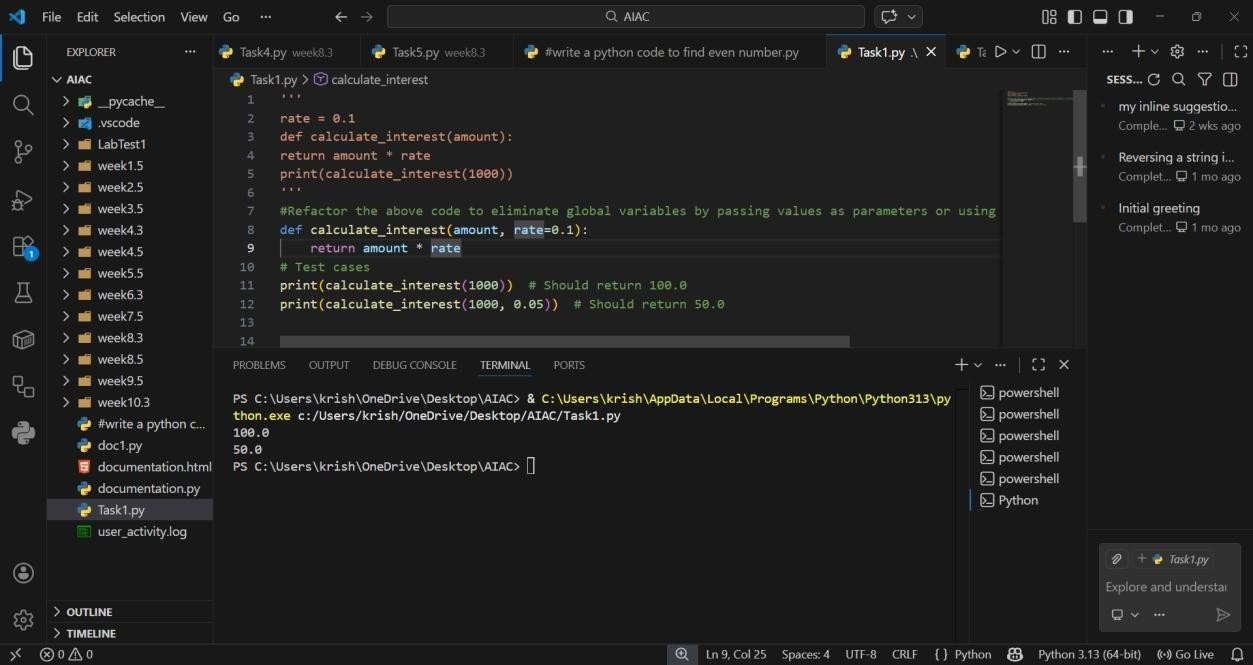 File Edit Selection View Go ··· AIAC
EXPLORER ···
AIAC
__pycache__
.vscode
LabTest1
week1.5
week2.5
week3.5
week4.3
week4.5
week5.5
week6.3
week7.5
week8.3
week8.5
week9.5
week10.3
#write a python c...
doc1.py
documentation.html
documentation.py
Task1.py
user_activity.log
OUTLINE
TIMELINE
1
Task4.py week8.3 Task5.py week8.3 #write a python code to find even number.py Task1.py .\ Ta
Task1.py > calculate_interest
1 '''
2 rate = 0.1
3 def calculate_interest(amount):
4 return amount * rate
5 print(calculate_interest(1000))
6 '''
7 #Refactor the above code to eliminate global variables by passing values as parameters or using
8 def calculate_interest(amount, rate=0.1):
9 return amount * rate
10 # Test cases
11 print(calculate_interest(1000)) # Should return 100.0
12 print(calculate_interest(1000, 0.05)) # Should return 50.0
13
14
PROBLEMS OUTPUT DEBUG CONSOLE TERMINAL PORTS
PS C:\Users\krish\OneDrive\Desktop\AIAC> & C:\Users\krish\AppData\Local\Programs\Python\Python313\py
thon.exe c:/Users/krish/OneDrive/Desktop/AIAC/Task1.py
100.0
50.0
PS C:\Users\krish\OneDrive\Desktop\AIAC>
powershell
powershell
powershell
powershell
powershell
Python
SESS...
my inline suggestio...
Comple... 2 wks ago
Reversing a string i...
Complet... 1 mo ago
Initial greeting
Complet... 1 mo ago
Task1.py
Explore and understa
0 0 Ln 9, Col 25 Spaces: 4 UTF-8 CRLF { } Python Python 3.13 (64-bit) Go Live